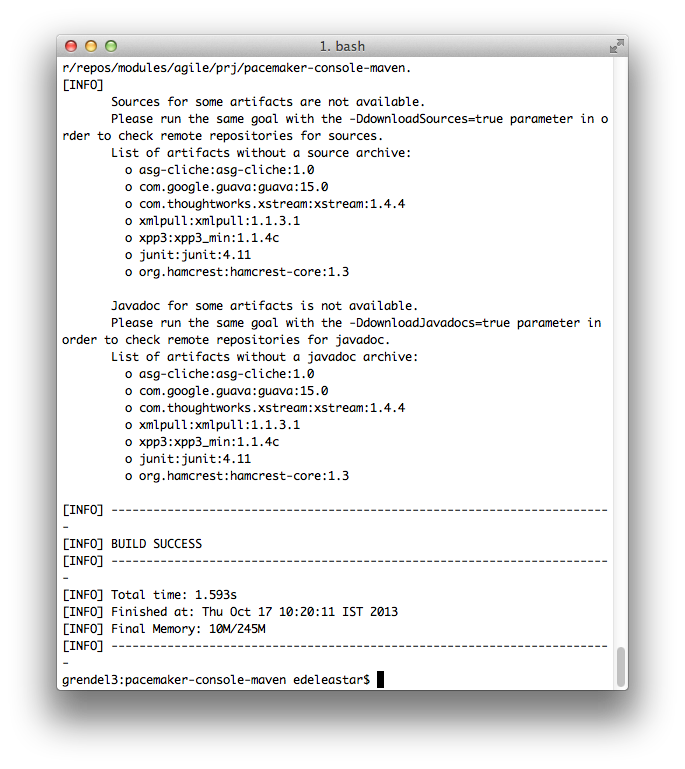 1. bash
r/repos/modules/agile/prj/pacemaker-console-maven.
[INFO]
Sources for some artifacts are not available.
Please run the same goal with the -DdownloadSources=true parameter in o
rder to check remote repositories for sources.
List of artifacts without a source archive:
o asg-cliche:asg-cliche:1.0
o com.google.guava:guava:15.0
o com.thoughtworks.xstream:xstream:1.4.4
o xmlpull:xmlpull:1.1.3.1
o xpp3:xpp3_min:1.1.4c
o junit:junit:4.11
o org.hamcrest:hamcrest-core:1.3
Javadoc for some artifacts is not available.
Please run the same goal with the -DdownloadJavadocs=true parameter in
order to check remote repositories for javadoc.
List of artifacts without a javadoc archive:
o asg-cliche:asg-cliche:1.0
o com.google.guava:guava:15.0
o com.thoughtworks.xstream:xstream:1.4.4
o xmlpull:xmlpull:1.1.3.1
o xpp3:xpp3_min:1.1.4c
o junit:junit:4.11
o org.hamcrest:hamcrest-core:1.3
[INFO] -----------------------------------------------------------------------
-
[INFO] BUILD SUCCESS
[INFO] -----------------------------------------------------------------------
-
[INFO] Total time: 1.593s
[INFO] Finished at: Thu Oct 17 10:20:11 IST 2013
[INFO] Final Memory: 10M/245M
[INFO] -----------------------------------------------------------------------
-
grendel3:pacemaker-console-maven edeleastar$